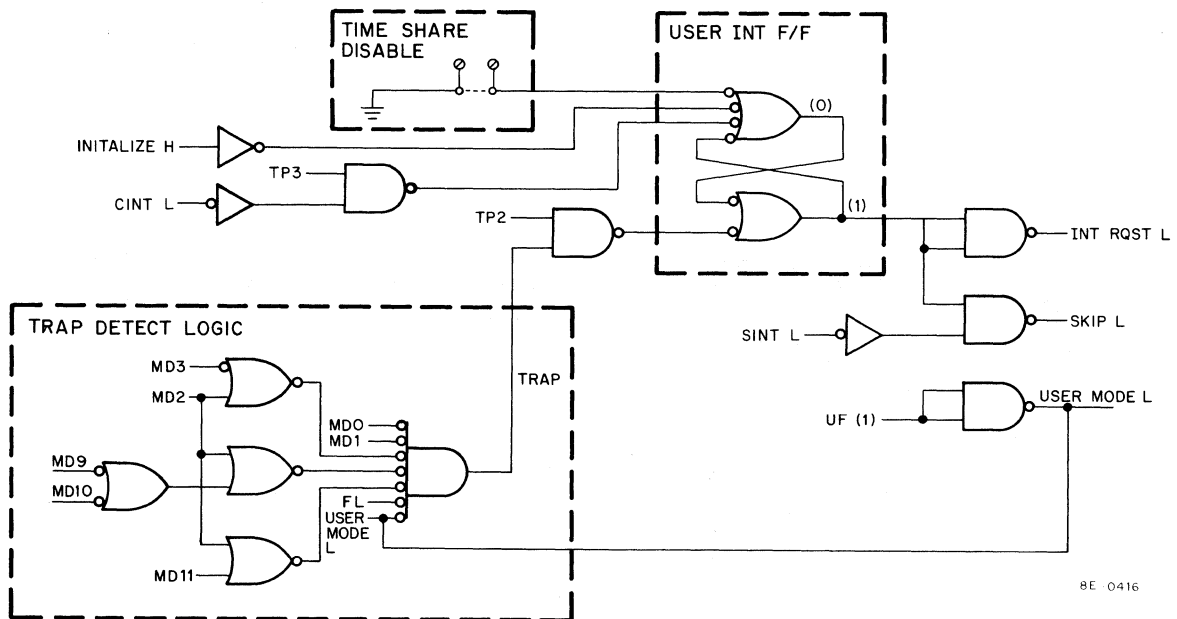 TIME SHARE
DISABLE
USER INT F/F
(0)
INITALIZE H
TP3
CINT L
TP2
(1)
INT RQST L
TRAP DETECT LOGIC
SINT L
SKIP L
MD3
TRAP
MD2
USER MODE L
MD0
UF (1)
MD1
MD9
MD10
FL
USER
MODE
L
MD11
8E-0416